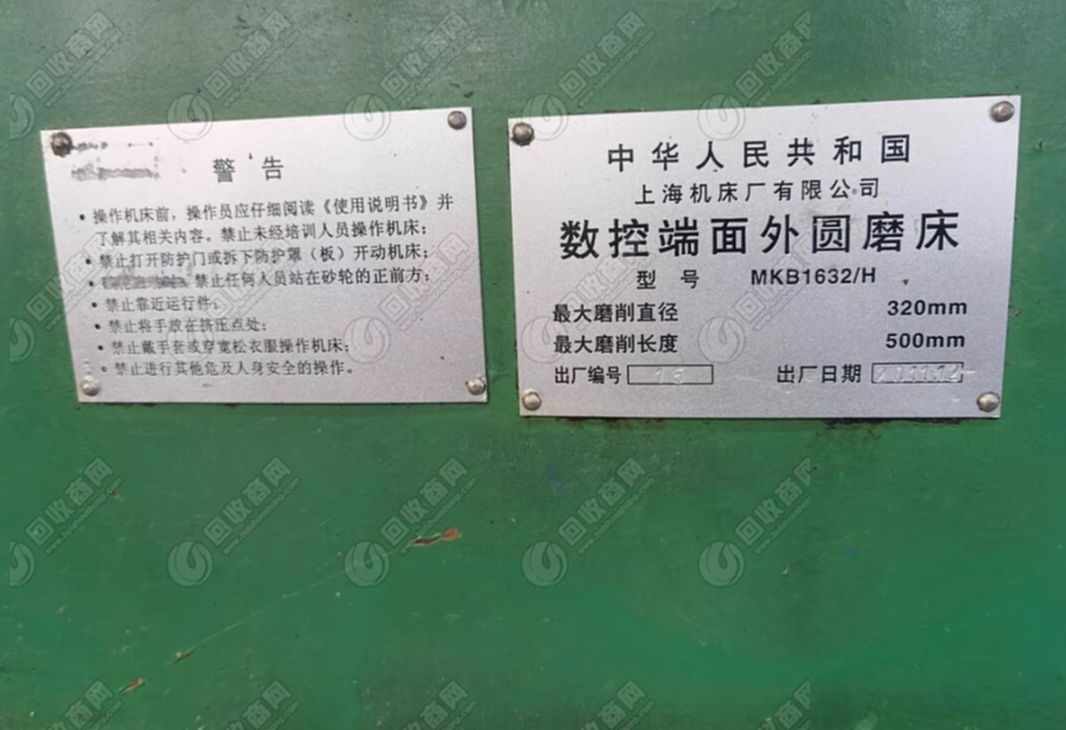 警告
• 操作机床前，操作员应仔细阅读《使用说明书》并
了解其相关内容。禁止未经培训人员操作机床；
• 禁止打开防护门或拆下防护罩（板）开动机床；
• 禁止任何人员站在砂轮的正前方；
• 禁止靠近运行件；
• 禁止将手放在挤压点处；
• 禁止戴手套或穿宽松衣服操作机床；
• 禁止进行其他危及人身安全的操作。
中华人民共和国
上海机床厂有限公司
数控端面外圆磨床
型号 MKB1632/H
最大磨削直径 320mm
最大磨削长度 500mm
出厂编号 15 出厂日期
回收商网